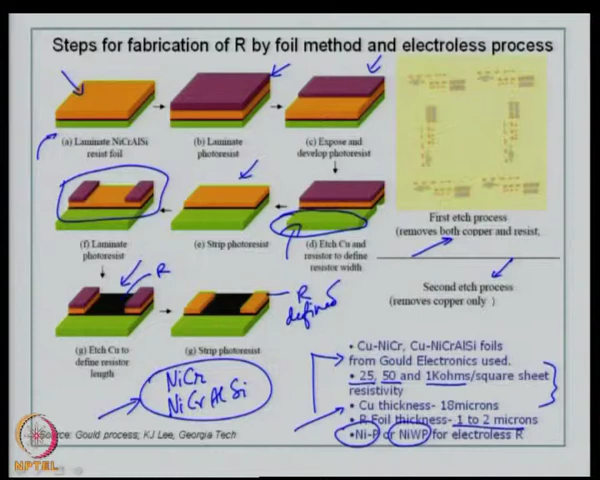 Steps for fabrication of R by foil method and electroless process
(a) Laminate NiCrAlSi
resist foil
(b) Laminate
photoresist
(c) Expose and
develop photoresist
First etch process
(removes both copper and resist,
(f) Laminate
photoresist
(e) Strip photoresist
(d) Etch Cu and
resistor to define
resistor width
Second etch process
(removes copper only )
R
R
defined
(g) Etch Cu to
define resistor
length
(g) Strip photoresist
NiCr
NiCrAlSi
• Cu-NiCr, Cu-NiCrAlSi foils
from Gould Electronics used.
• 25, 50 and 1Kohms/square sheet
resistivity
• Cu thickness- 18microns
• R Foil thickness- 1 to 2 microns
•Ni-P or NiWP for electroless R
Source: Gould process; KJ Lee, Georgia Tech
NPTEL